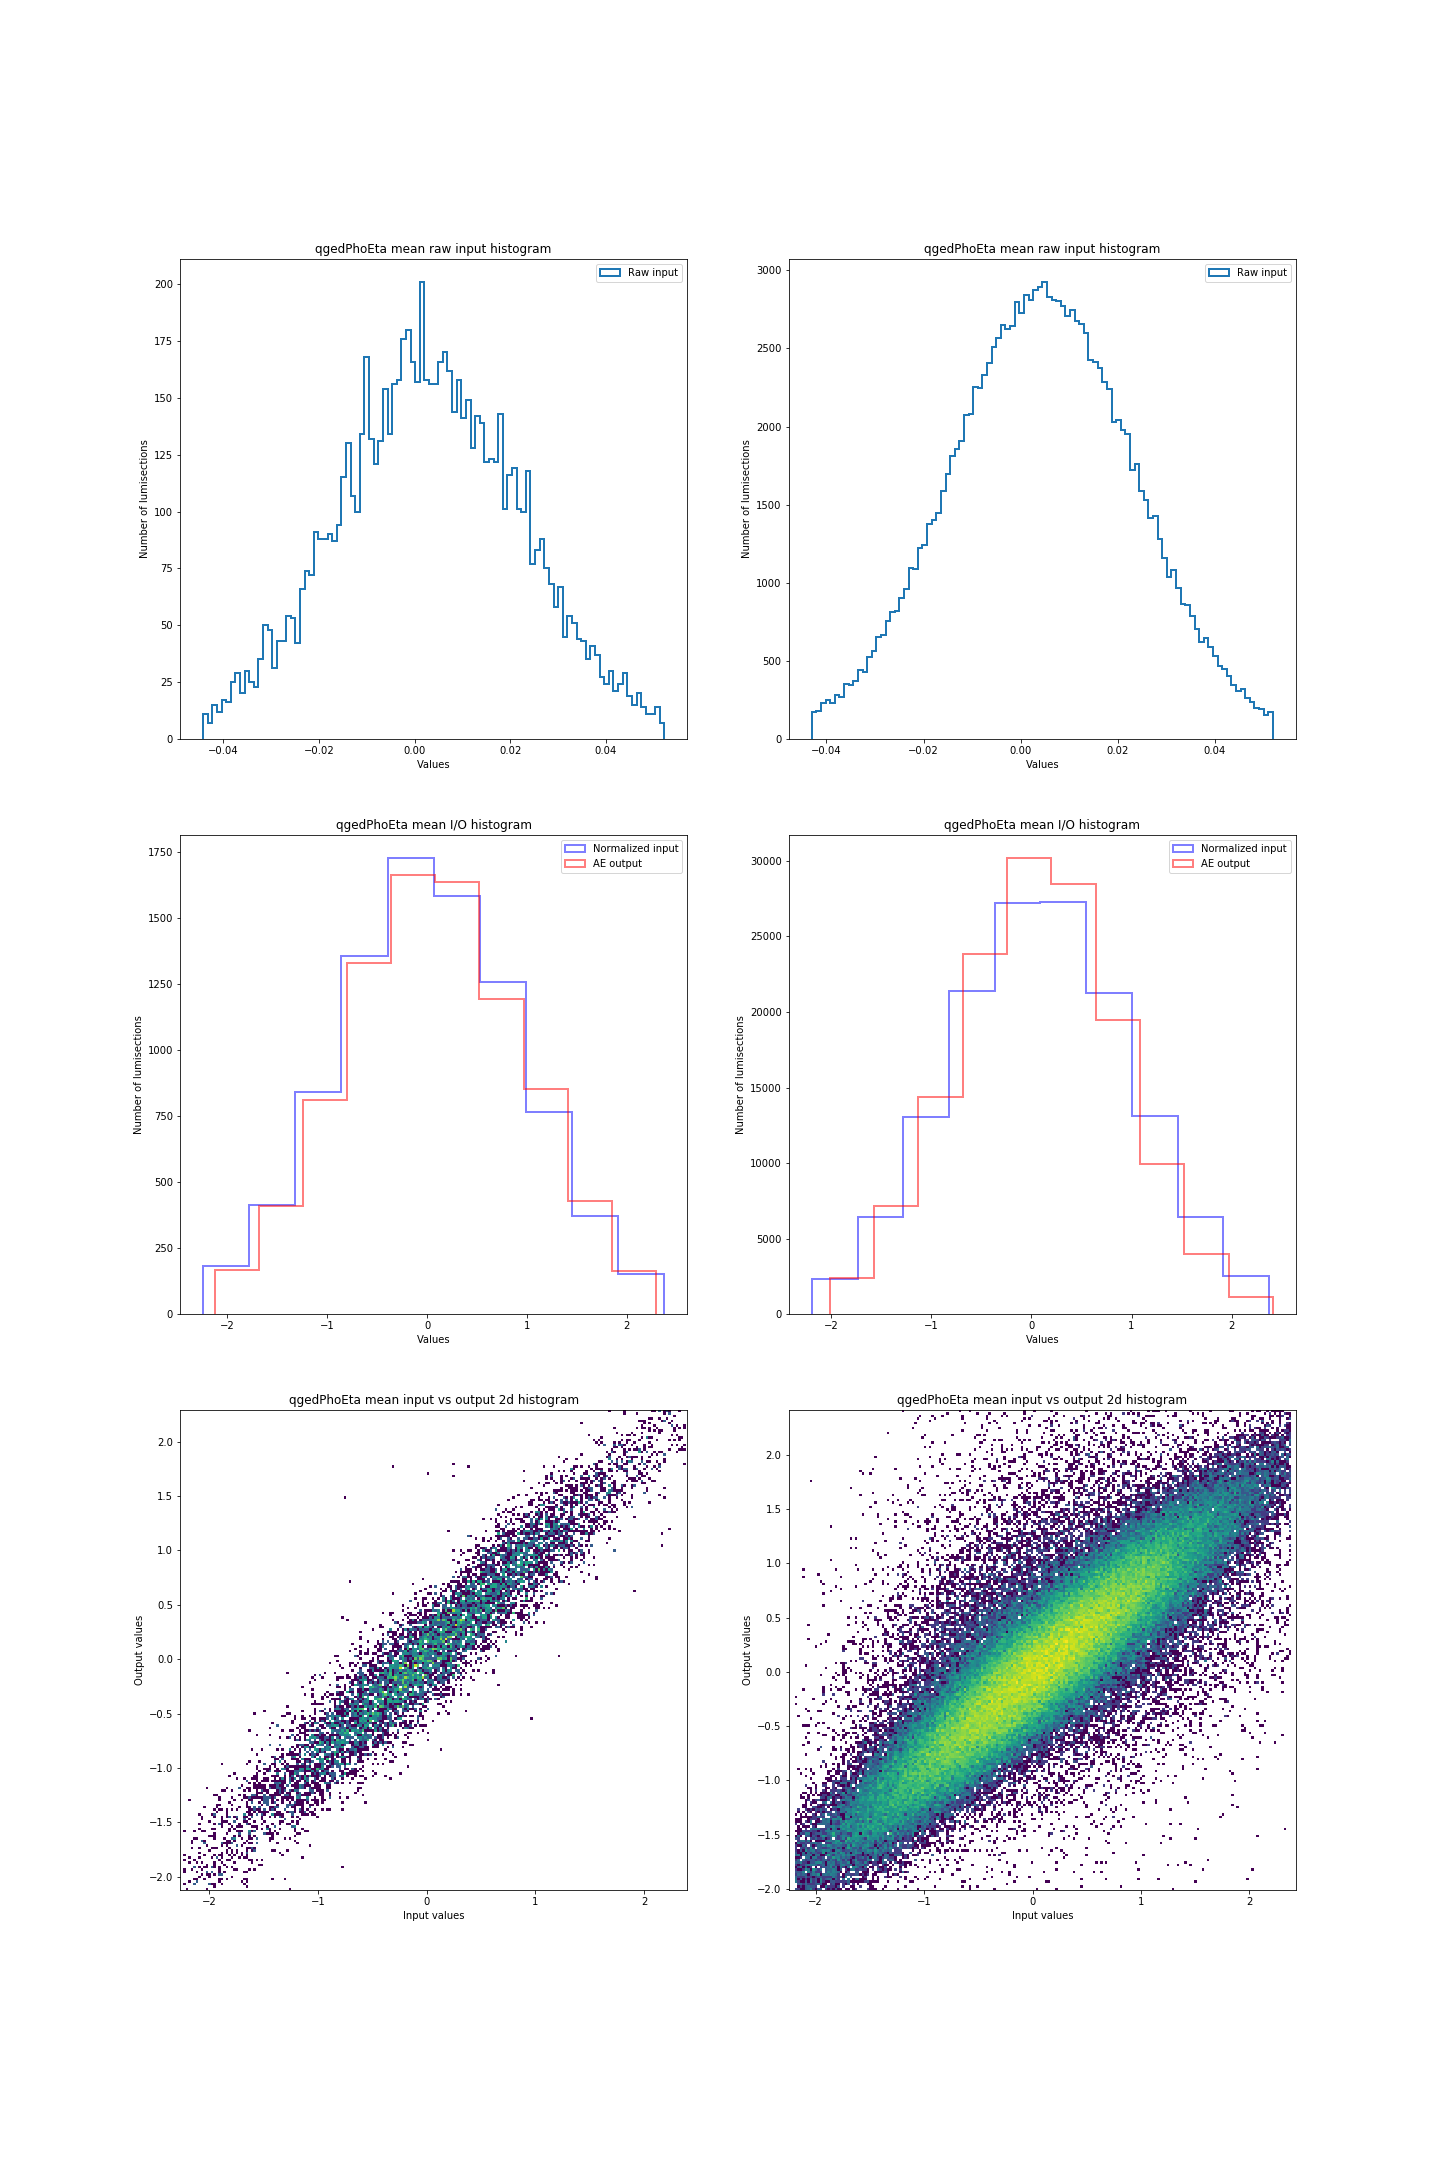 qgedPhoEta mean raw input histogram
Raw input
200
175
150
125
100
75
50
25
0
Number of lumisections
−0.04 −0.02 0.00 0.02 0.04
Values
qgedPhoEta mean raw input histogram
Raw input
3000
2500
2000
1500
1000
500
0
Number of lumisections
−0.04 −0.02 0.00 0.02 0.04
Values
qgedPhoEta mean I/O histogram
Normalized input
AE output
1750
1500
1250
1000
750
500
250
0
Number of lumisections
−2 −1 0 1 2
Values
qgedPhoEta mean I/O histogram
Normalized input
AE output
30000
25000
20000
15000
10000
5000
0
Number of lumisections
−2 −1 0 1 2
Values
qgedPhoEta mean input vs output 2d histogram
2.0
1.5
1.0
0.5
0.0
−0.5
−1.0
−1.5
−2.0
Output values
−2 −1 0 1 2
Input values
qgedPhoEta mean input vs output 2d histogram
2.0
1.5
1.0
0.5
0.0
−0.5
−1.0
−1.5
−2.0
Output values
−2 −1 0 1 2
Input values